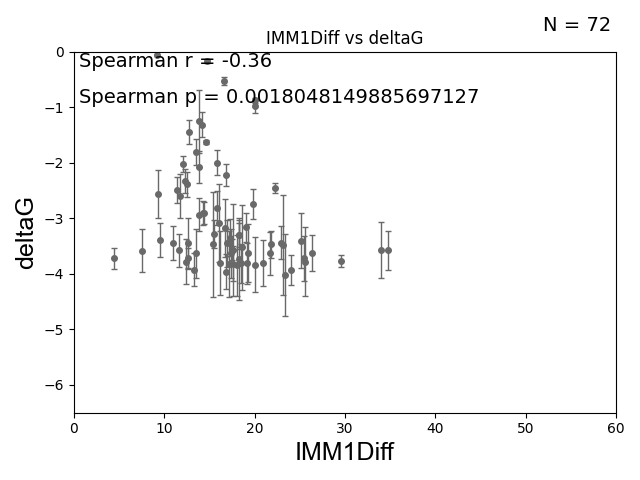 N = 72
IMM1Diff vs deltaG
Spearman r = -0.36
Spearman p = 0.0018048149885697127
0
−1
−2
−3
−4
−5
−6
deltaG
0 10 20 30 40 50 60
IMM1Diff